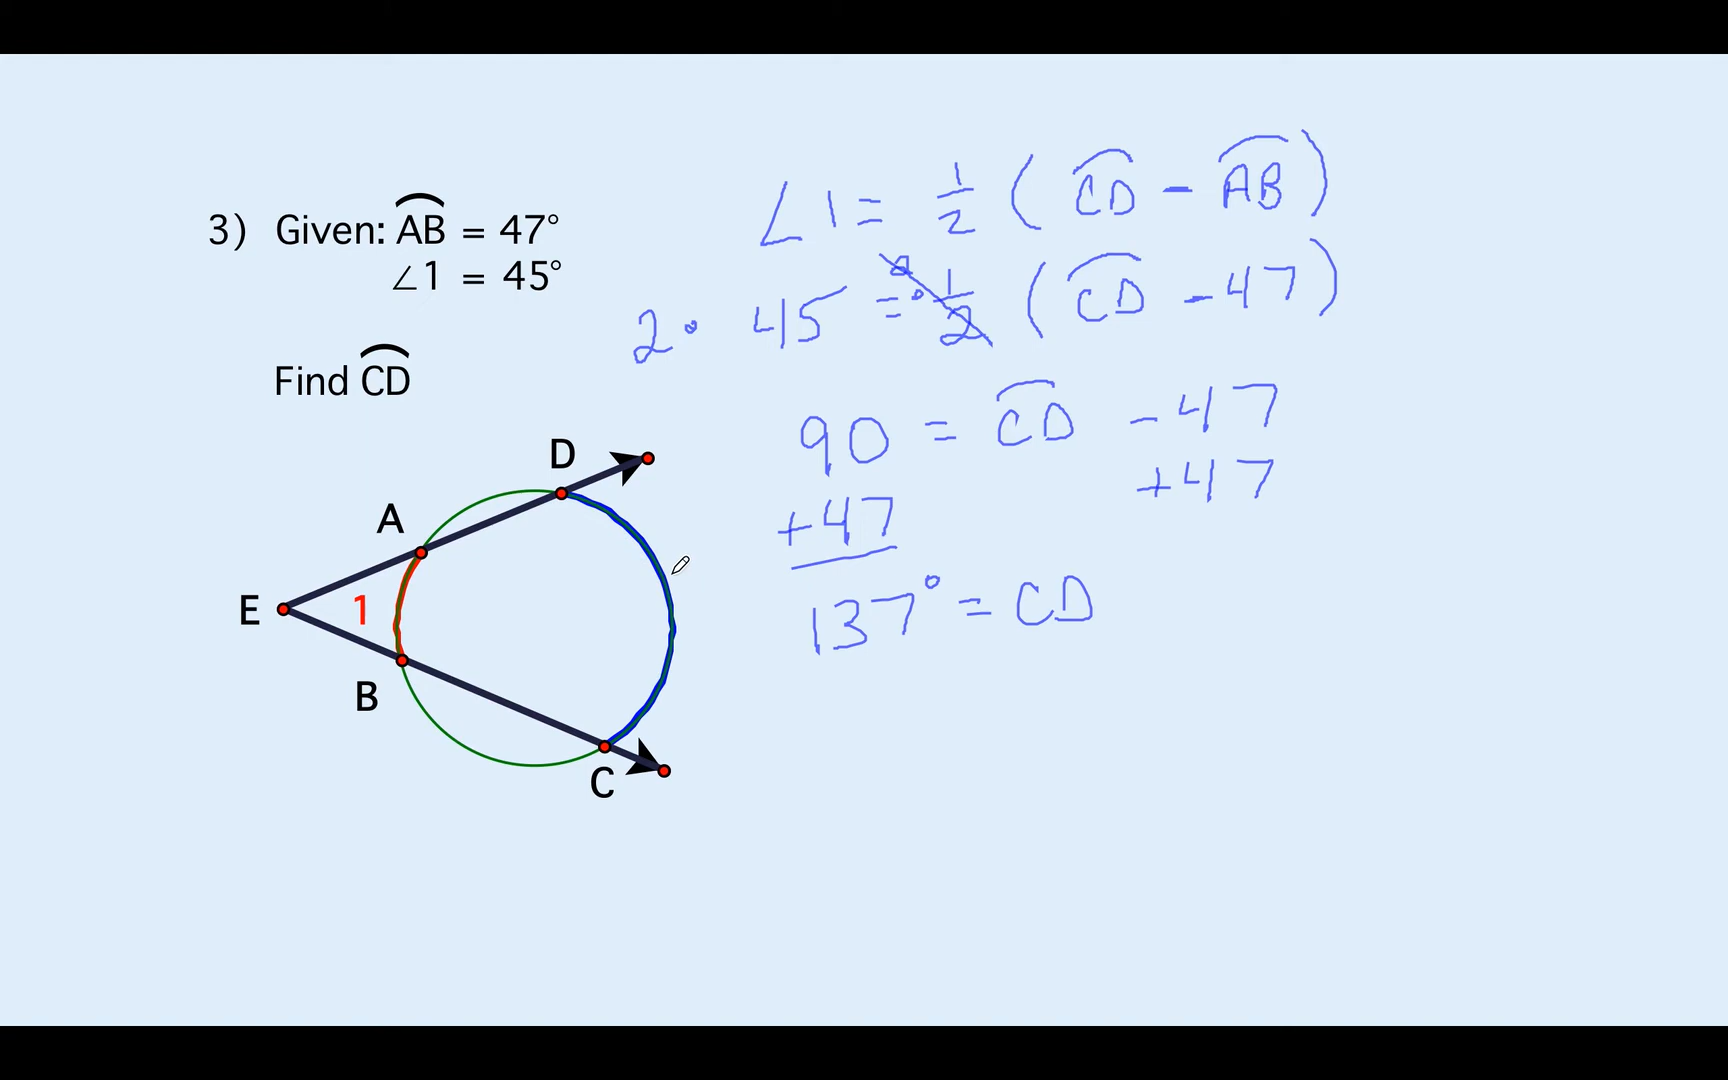 3) Given: AB = 47°
∠1 = 45°
Find CD
D
A
E
1
B
C
∠1 = 1/2 ( CD - AB )
2 · 45 = 2 · 1/2 ( CD - 47 )
90 = CD - 47
+47 +47
137° = CD